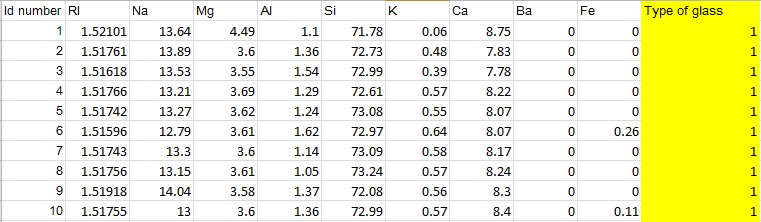 Id number RI Na Mg Al Si K Ca Ba Fe Type of glass
1 1.52101 13.64 4.49 1.1 71.78 0.06 8.75 0 0 1
2 1.51761 13.89 3.6 1.36 72.73 0.48 7.83 0 0 1
3 1.51618 13.53 3.55 1.54 72.99 0.39 7.78 0 0 1
4 1.51766 13.21 3.69 1.29 72.61 0.57 8.22 0 0 1
5 1.51742 13.27 3.62 1.24 73.08 0.55 8.07 0 0 1
6 1.51596 12.79 3.61 1.62 72.97 0.64 8.07 0 0.26 1
7 1.51743 13.3 3.6 1.14 73.09 0.58 8.17 0 0 1
8 1.51756 13.15 3.61 1.05 73.24 0.57 8.24 0 0 1
9 1.51918 14.04 3.58 1.37 72.08 0.56 8.3 0 0 1
10 1.51755 13 3.6 1.36 72.99 0.57 8.4 0 0.11 1